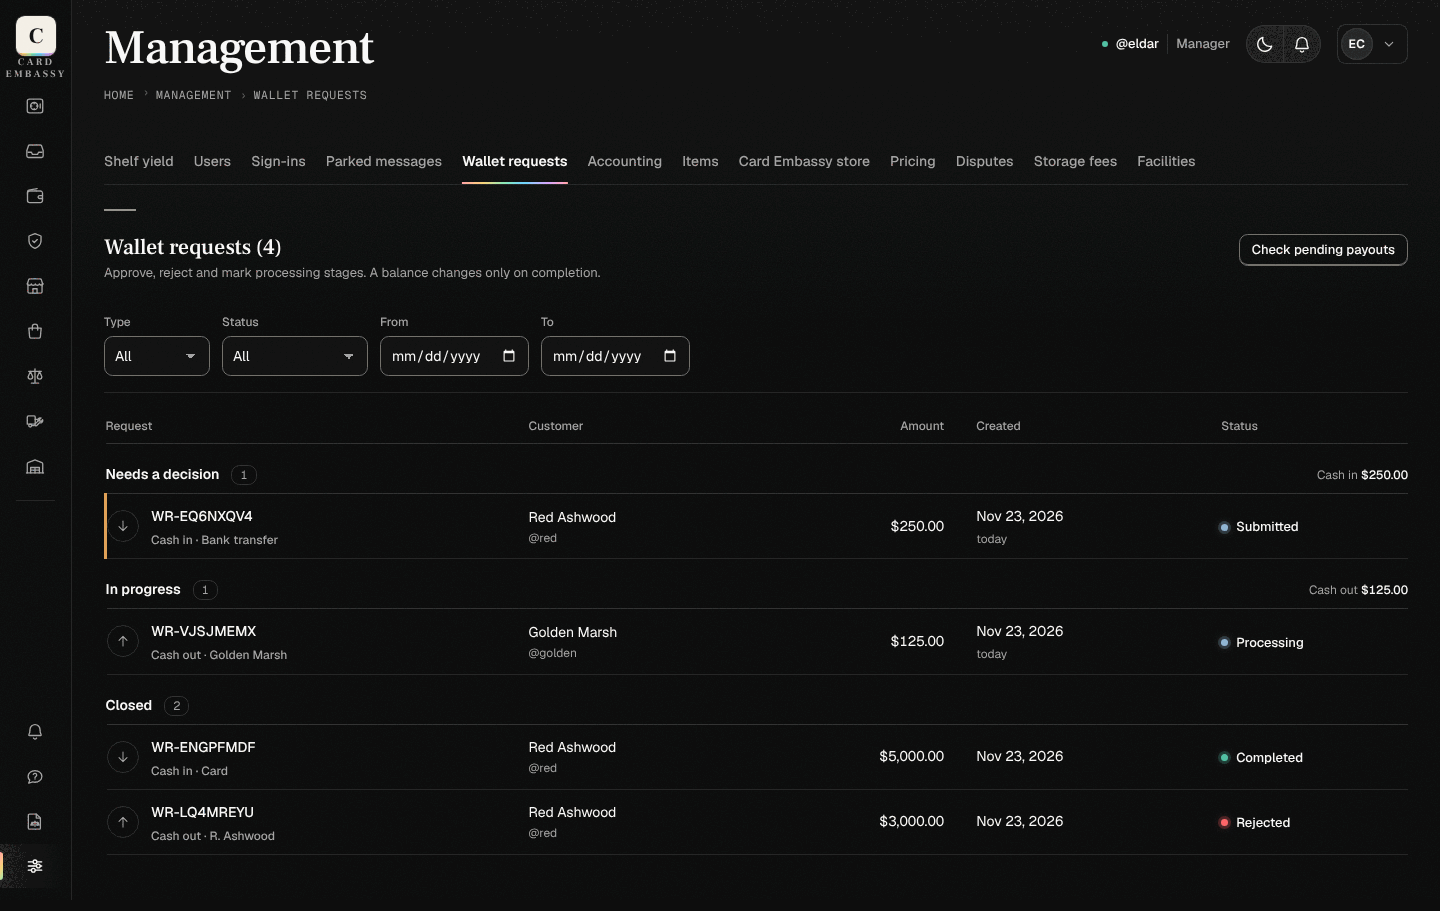 C
CARD
EMBASSY
Management
@eldar
Manager
EC
HOME › MANAGEMENT › WALLET REQUESTS
Shelf yield
Users
Sign-ins
Parked messages
Wallet requests
Accounting
Items
Card Embassy store
Pricing
Disputes
Storage fees
Facilities
Wallet requests (4)
Approve, reject and mark processing stages. A balance changes only on completion.
Check pending payouts
Type
Status
From
To
All
All
mm/dd/yyyy
mm/dd/yyyy
Request
Customer
Amount
Created
Status
Needs a decision 1
Cash in $250.00
WR-EQ6NXQV4
Cash in · Bank transfer
Red Ashwood
@red
$250.00
Nov 23, 2026
today
Submitted
In progress 1
Cash out $125.00
WR-VJSJMEMX
Cash out · Golden Marsh
Golden Marsh
@golden
$125.00
Nov 23, 2026
today
Processing
Closed 2
WR-ENGPFMDF
Cash in · Card
Red Ashwood
@red
$5,000.00
Nov 23, 2026
Completed
WR-LQ4MREYU
Cash out · R. Ashwood
Red Ashwood
@red
$3,000.00
Nov 23, 2026
Rejected